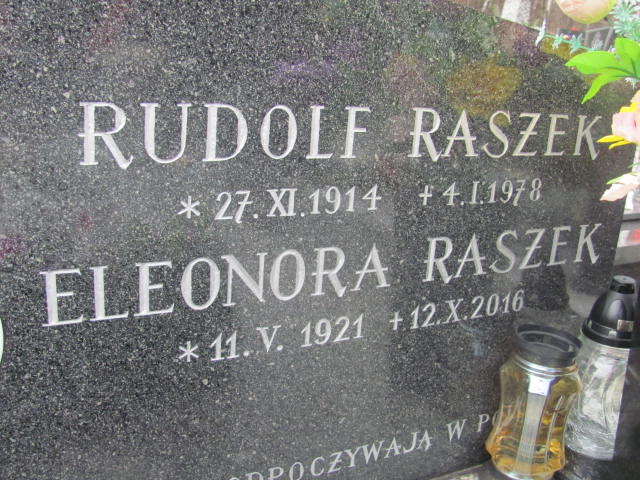 RUDOLF RASZEK
* 27. XI. 1914 + 4. I. 1978
ELEONORA RASZEK
* 11. V. 1921 + 12. X. 2016
ODPOCZYWAJĄ W